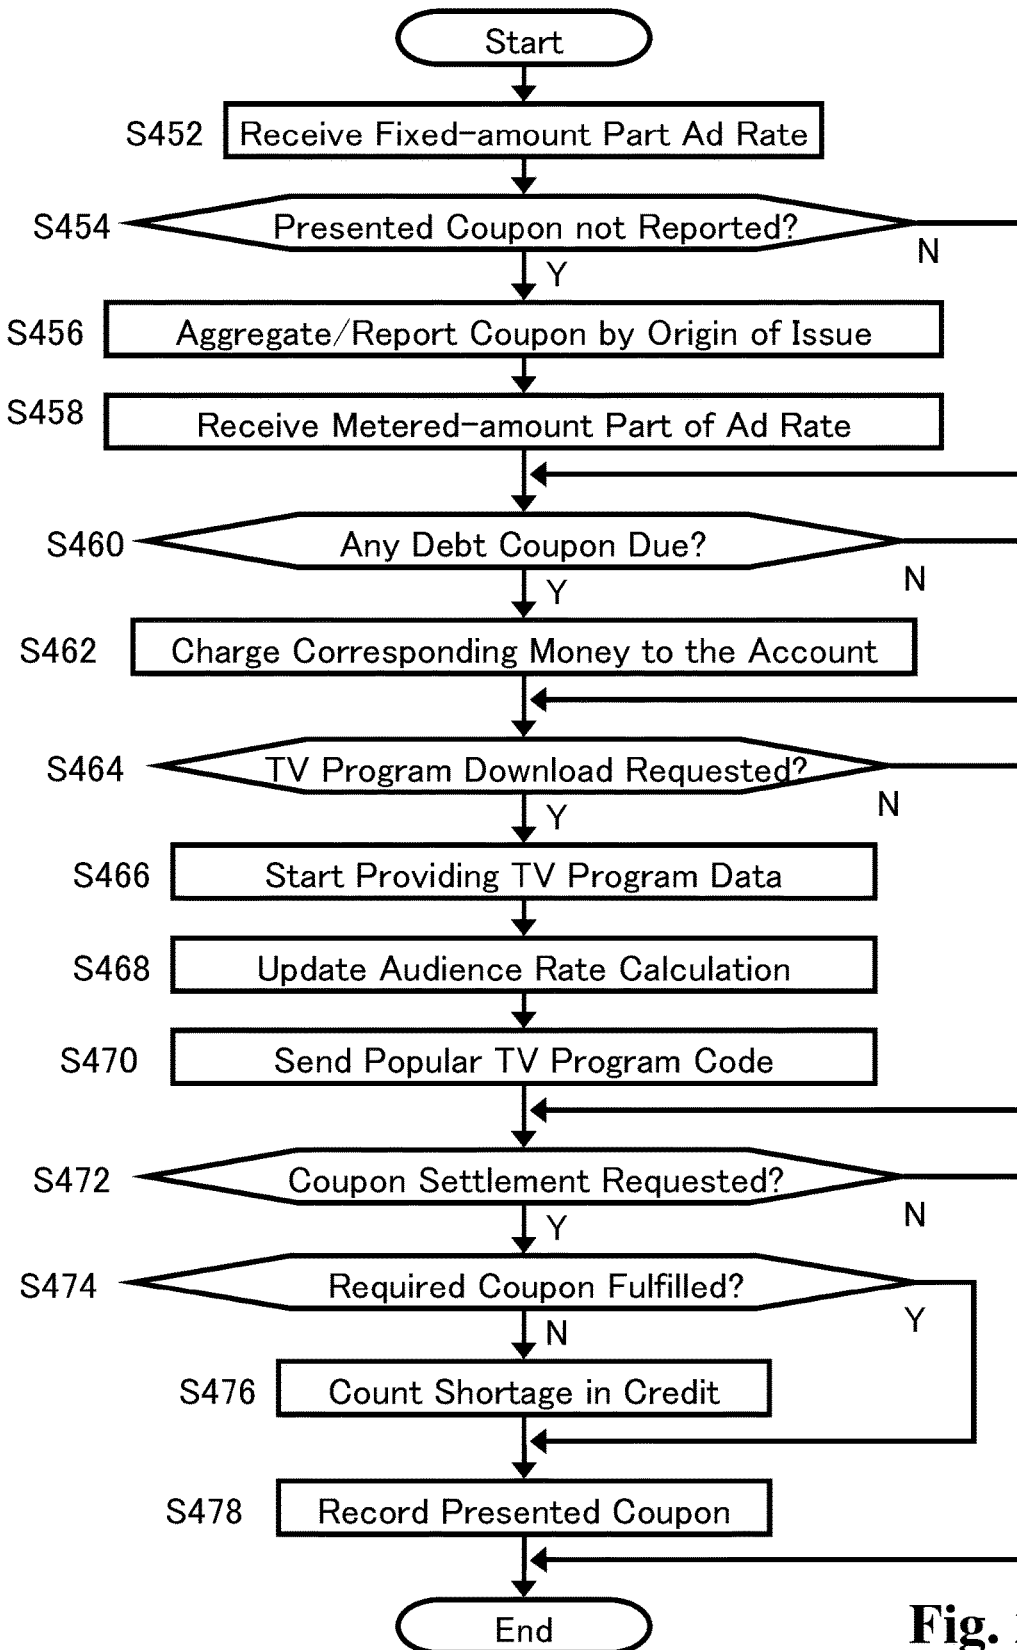 Start
S452 Receive Fixed-amount Part Ad Rate
S454 Presented Coupon not Reported?
N
Y
S456 Aggregate/Report Coupon by Origin of Issue
S458 Receive Metered-amount Part of Ad Rate
S460 Any Debt Coupon Due?
N
Y
S462 Charge Corresponding Money to the Account
S464 TV Program Download Requested?
N
Y
S466 Start Providing TV Program Data
S468 Update Audience Rate Calculation
S470 Send Popular TV Program Code
S472 Coupon Settlement Requested?
N
Y
S474 Required Coupon Fulfilled?
Y
N
S476 Count Shortage in Credit
S478 Record Presented Coupon
End
Fig.